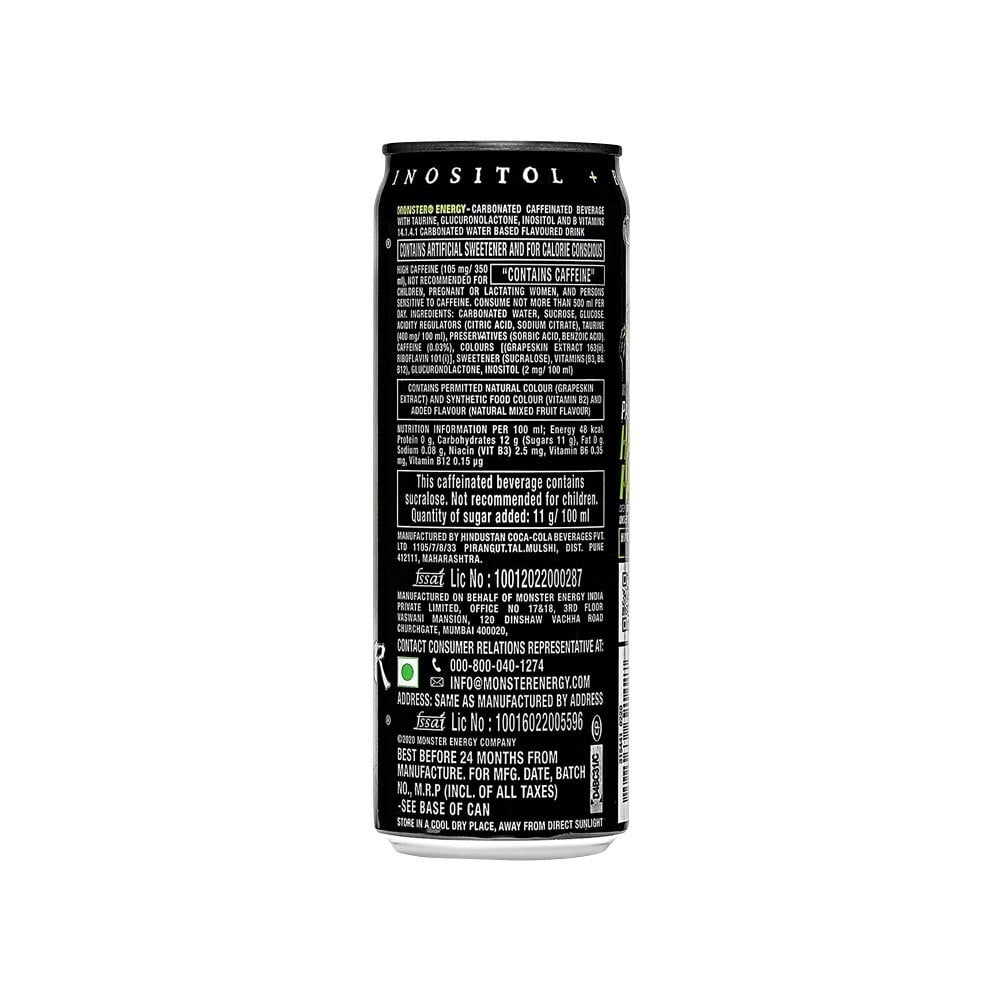 INOSITOL +
MONSTER ENERGY-CARBONATED CAFFEINATED BEVERAGE
WITH TAURINE, GLUCURONOLACTONE, INOSITOL AND B VITAMINS
14.1.4.1 CARBONATED WATER BASED FLAVOURED DRINK
CONTAINS ARTIFICIAL SWEETENER AND FOR CALORIE CONSCIOUS
HIGH CAFFEINE (105 mg/ 350
ml), NOT RECOMMENDED FOR
"CONTAINS CAFFEINE"
CHILDREN, PREGNANT OR LACTATING WOMEN, AND PERSONS
SENSITIVE TO CAFFEINE. CONSUME NOT MORE THAN 500 ml PER
DAY. INGREDIENTS: CARBONATED WATER, SUCROSE, GLUCOSE,
ACIDITY REGULATORS (CITRIC ACID, SODIUM CITRATE), TAURINE
(400 mg/ 100 ml), PRESERVATIVES (SORBIC ACID, BENZOIC ACID),
CAFFEINE (0.03%), COLOURS [(GRAPESKIN EXTRACT 163(ii),
RIBOFLAVIN 101(i)], SWEETENER (SUCRALOSE), VITAMINS (B3, B6,
B12), GLUCURONOLACTONE, INOSITOL (2 mg/ 100 ml)
CONTAINS PERMITTED NATURAL COLOUR (GRAPESKIN
EXTRACT) AND SYNTHETIC FOOD COLOUR (VITAMIN B2) AND
ADDED FLAVOUR (NATURAL MIXED FRUIT FLAVOUR)
NUTRITION INFORMATION PER 100 ml; Energy 48 kcal,
Protein 0 g, Carbohydrates 12 g (Sugars 11 g), Fat 0 g,
Sodium 0.08 g, Niacin (VIT B3) 2.5 mg, Vitamin B6 0.35
mg, Vitamin B12 0.15 µg
This caffeinated beverage contains
sucralose. Not recommended for children.
Quantity of sugar added: 11 g/ 100 ml
MANUFACTURED BY HINDUSTAN COCA-COLA BEVERAGES PVT.
LTD 1105/7/8/33 PIRANGUT.TAL.MULSHI, DIST. PUNE
412111, MAHARASHTRA.
fssai Lic No : 10012022000287
MANUFACTURED ON BEHALF OF MONSTER ENERGY INDIA
PRIVATE LIMITED, OFFICE NO 17&18, 3RD FLOOR
VASWANI MANSION, 120 DINSHAW VACHHA ROAD
CHURCHGATE, MUMBAI 400020,
CONTACT CONSUMER RELATIONS REPRESENTATIVE AT:
000-800-040-1274
INFO@MONSTERENERGY.COM
ADDRESS: SAME AS MANUFACTURED BY ADDRESS
fssai Lic No : 10016022005596
©2020 MONSTER ENERGY COMPANY
BEST BEFORE 24 MONTHS FROM
MANUFACTURE. FOR MFG. DATE, BATCH
NO., M.R.P (INCL. OF ALL TAXES)
-SEE BASE OF CAN
STORE IN A COOL DRY PLACE, AWAY FROM DIRECT SUNLIGHT